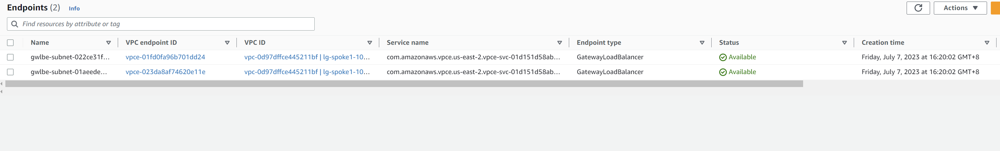 Endpoints (2) Info
Actions
Find resources by attribute or tag
Name VPC endpoint ID VPC ID Service name Endpoint type Status Creation time
gwlbe-subnet-022ce31f... vpce-01fd0fa96b701dd24 vpc-0d97dffce445211bf | lg-spoke1-10... com.amazonaws.vpce.us-east-2.vpce-svc-01d151d58ab... GatewayLoadBalancer Available Friday, July 7, 2023 at 16:20:02 GMT+8
gwlbe-subnet-01aeede... vpce-023da8af74620e11e vpc-0d97dffce445211bf | lg-spoke1-10... com.amazonaws.vpce.us-east-2.vpce-svc-01d151d58ab... GatewayLoadBalancer Available Friday, July 7, 2023 at 16:20:02 GMT+8